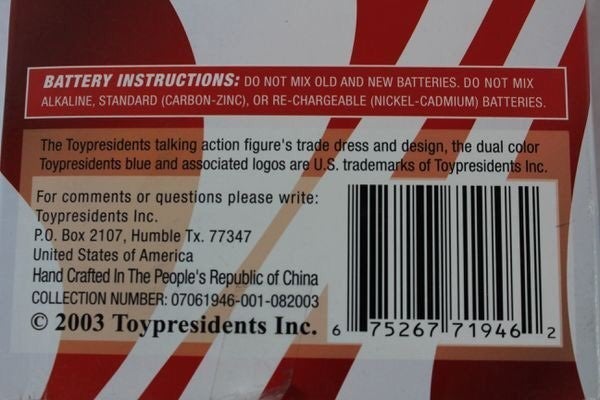 BATTERY INSTRUCTIONS: DO NOT MIX OLD AND NEW BATTERIES. DO NOT MIX
ALKALINE, STANDARD (CARBON-ZINC), OR RE-CHARGEABLE (NICKEL-CADMIUM) BATTERIES.
The Toypresidents talking action figure's trade dress and design, the dual color
Toypresidents blue and associated logos are U.S. trademarks of Toypresidents Inc.
For comments or questions please write:
Toypresidents Inc.
P.O. Box 2107, Humble Tx. 77347
United States of America
Hand Crafted In The People's Republic of China
COLLECTION NUMBER: 07061946-001-082003
© 2003 Toypresidents Inc.
6 75267 71946 2